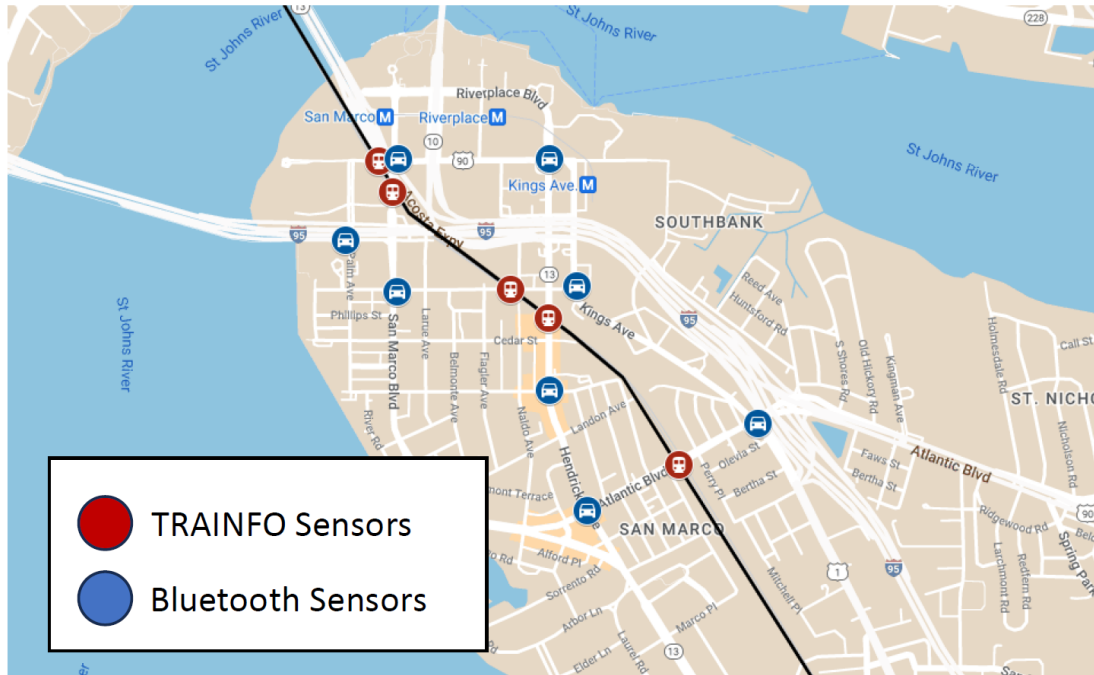 13
St Johns River
St Johns River
228
Riverplace Blvd
San Marco M
Riverplace M
10
90
St Johns River
Kings Ave. M
Acosta Expy
SOUTHBANK
95
95
Palm Ave
13
Reed Ave
Huntsford Rd
St Johns River
Phillips St
San Marco Blvd
Larue Ave
Kings Ave
95
Cedar St
Belmonte Ave
Flagler Ave
S Shores Rd
Old Hickory Rd
Kingman Ave
Holmesdale Rd
Call St
ST. NICHO
River Rd
Naldo Ave
Landon Ave
Nicholson Rd
Olevia St
Atlantic Blvd
Faws St
Bertha St
Hendrick
Atlantic Blvd
Perry Pl
Bertha St
mont Terrace
SAN MARCO
Ridgewood Rd
90
Spring Park
TRAINFO Sensors
Bluetooth Sensors
Alford Pl
Sorrento Rd
Mitchell Pl
1
95
Larchmont Rd
Redfern Rd
Arbor Ln
Marco Pl
Elder Ln
Laurel Rd
13